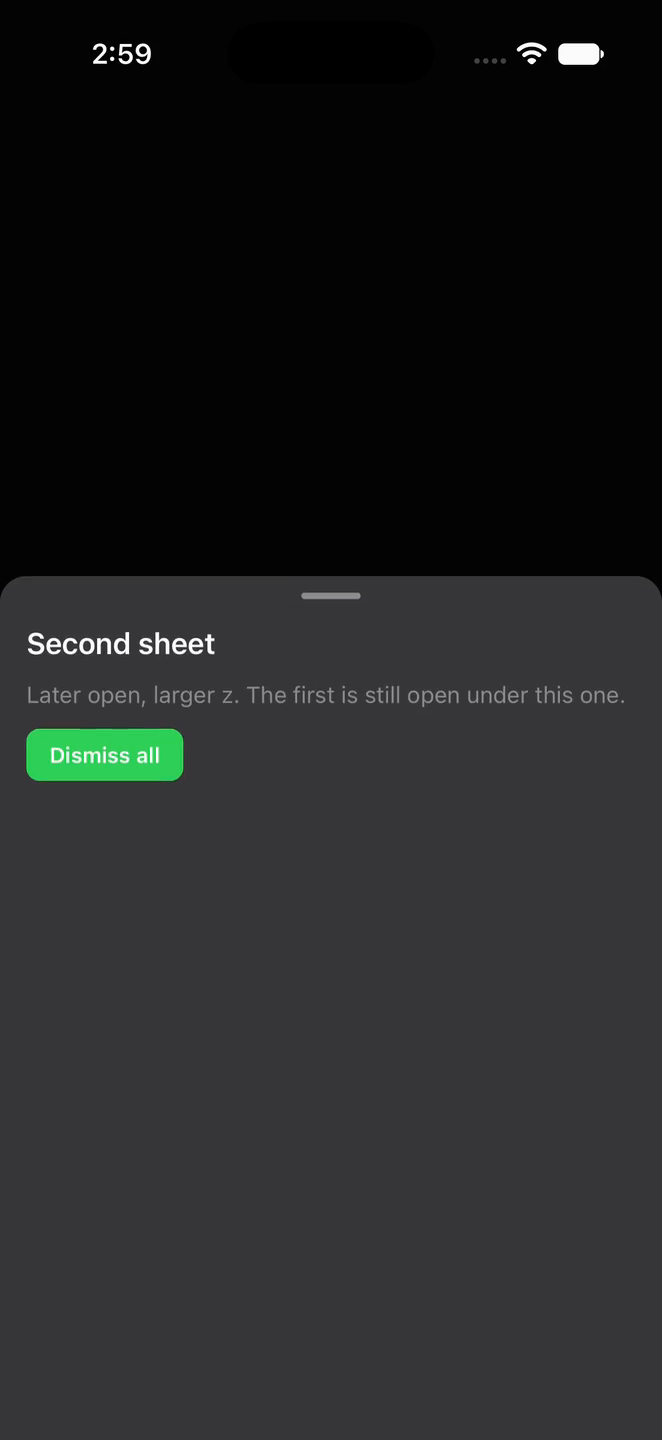 2:59
Second sheet
Later open, larger z. The first is still open under this one.
Dismiss all